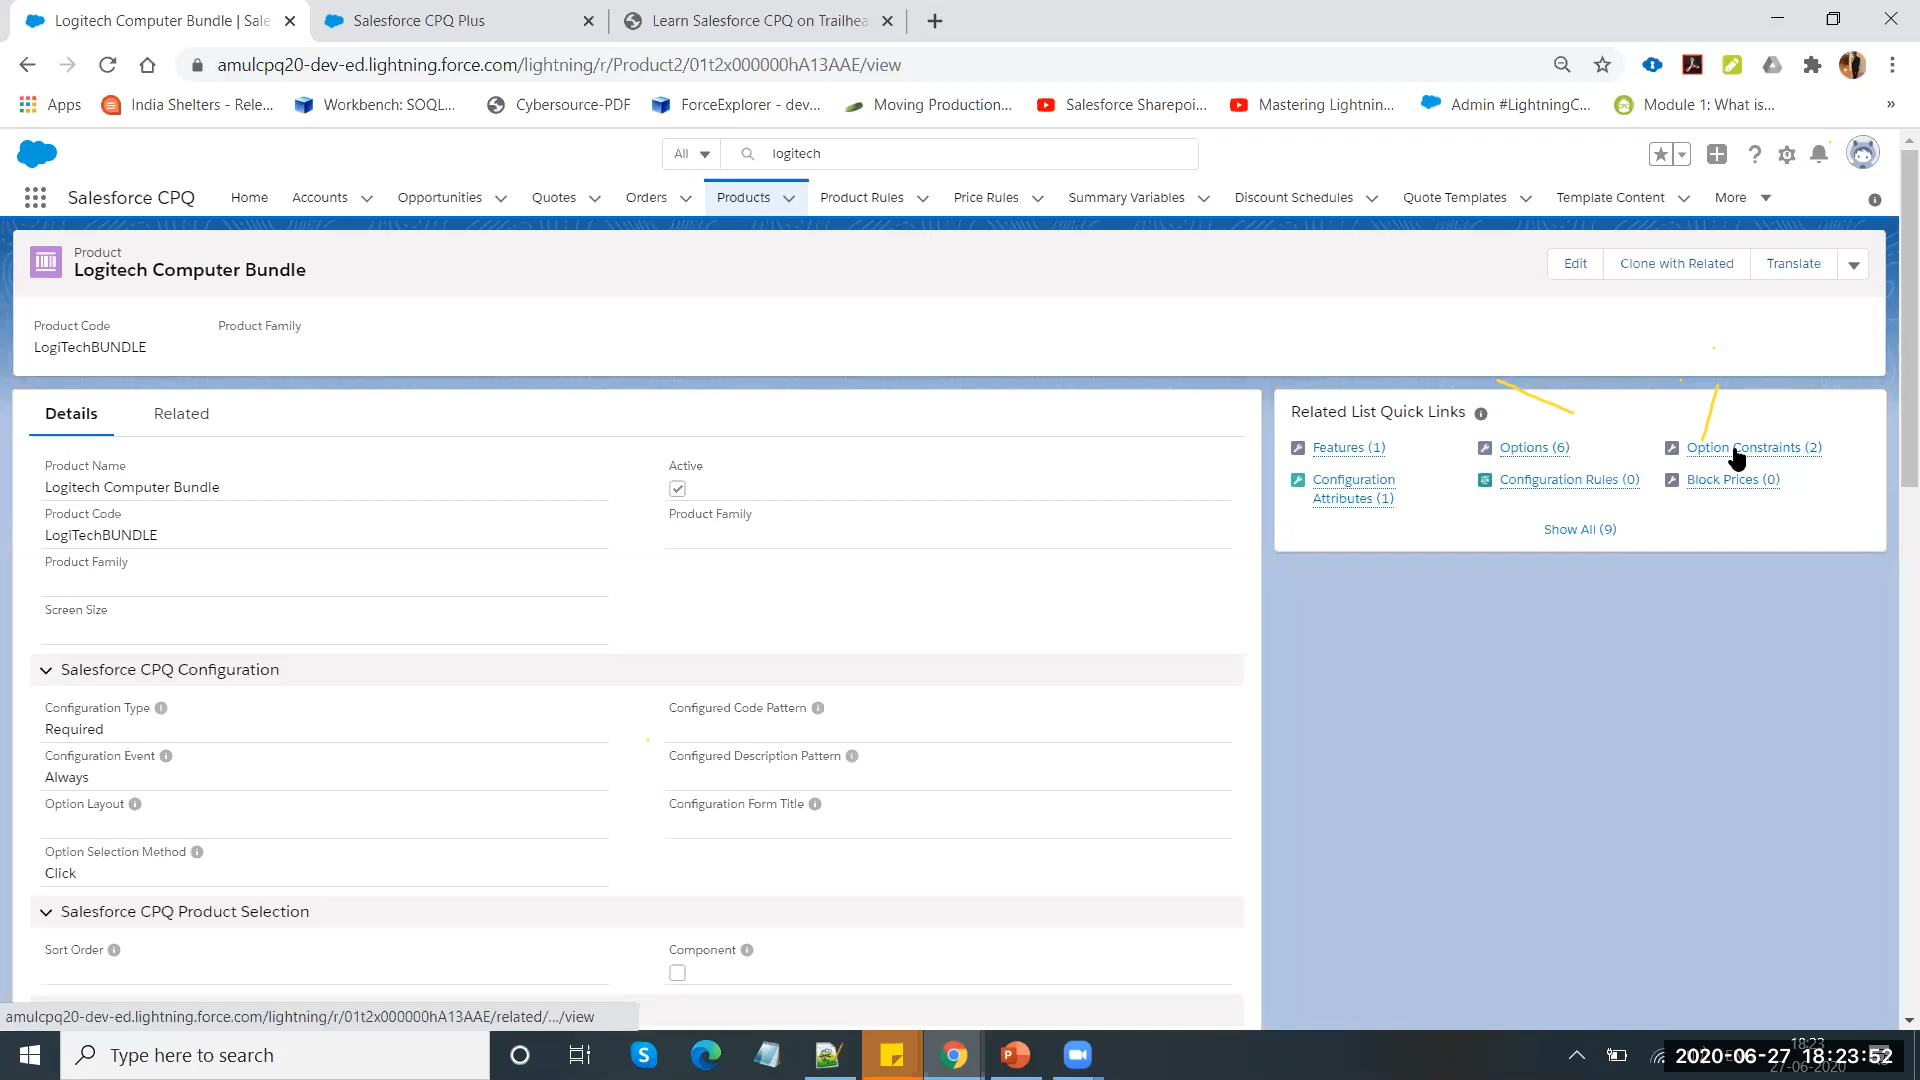 Logitech Computer Bundle | Sale
Salesforce CPQ Plus
Learn Salesforce CPQ on Trailhea
amulcpq20-dev-ed.lightning.force.com/lightning/r/Product2/01t2x000000hA13AAE/view
Apps
India Shelters - Rele...
Workbench: SOQL...
Cybersource-PDF
ForceExplorer - dev...
Moving Production...
Salesforce Sharepoi...
Mastering Lightnin...
Admin #LightningC...
Module 1: What is...
»
All
logitech
Salesforce CPQ
Home
Accounts
Opportunities
Quotes
Orders
Products
Product Rules
Price Rules
Summary Variables
Discount Schedules
Quote Templates
Template Content
More
Product
Logitech Computer Bundle
Edit
Clone with Related
Translate
Product Code
Product Family
LogiTechBUNDLE
Details
Related
Related List Quick Links
Features (1)
Options (6)
Option Constraints (2)
Configuration
Attributes (1)
Configuration Rules (0)
Block Prices (0)
Show All (9)
Product Name
Logitech Computer Bundle
Active
Product Code
LogiTechBUNDLE
Product Family
Product Family
Screen Size
Salesforce CPQ Configuration
Configuration Type
Required
Configured Code Pattern
Configuration Event
Always
Configured Description Pattern
Option Layout
Configuration Form Title
Option Selection Method
Click
Salesforce CPQ Product Selection
Sort Order
Component
amulcpq20-dev-ed.lightning.force.com/lightning/r/01t2x000000hA13AAE/related/.../view
Type here to search
18:23
2020-06-27 18:23:52
27-06-2020